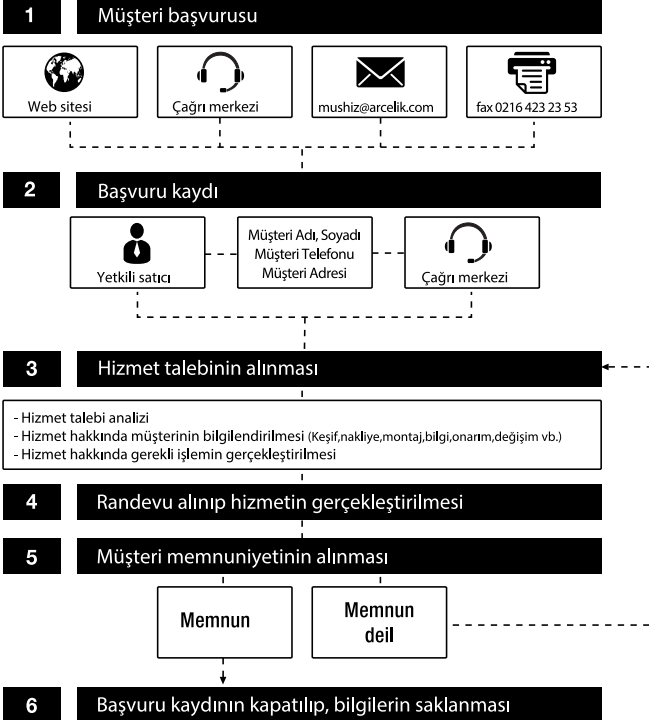 1 Müşteri başvurusu
Web sitesi
Çağrı merkezi
mushiz@arcelik.com
fax 0216 423 23 53
2 Başvuru kaydı
Yetkili satıcı
Müşteri Adı, Soyadı
Müşteri Telefonu
Müşteri Adresi
Çağrı merkezi
3 Hizmet talebinin alınması
- Hizmet talebi analizi
- Hizmet hakkında müşterinin bilgilendirilmesi (Keşif,nakliye,montaj,bilgi,onarım,değişim vb.)
- Hizmet hakkında gerekli işlemin gerçekleştirilmesi
4 Randevu alınıp hizmetin gerçekleştirilmesi
5 Müşteri memnuniyetinin alınması
Memnun
Memnun
deil
6 Başvuru kaydının kapatılıp, bilgilerin saklanması